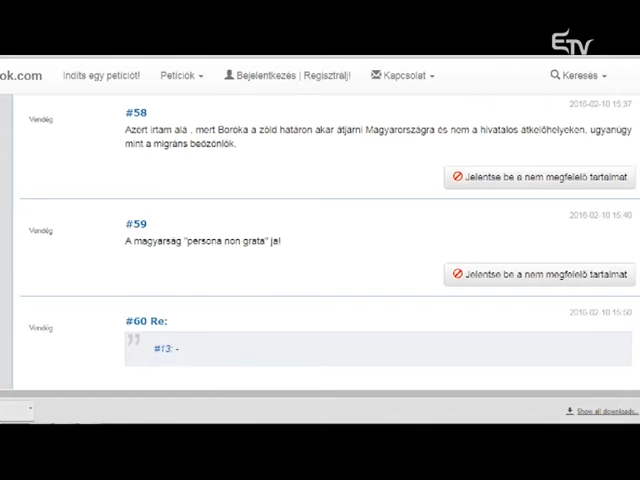 ETV
ok.com Indíts egy petíciót! Petíciók Bejelentkezés | Regisztrálj! Kapcsolat Keresés
2016-02-10 15:37
Vendég #58
Azért írtam alá , mert Boróka a zöld határon akar átjárni Magyarországra és nem a hivatalos átkelőhelyeken, ugyanúgy
mint a migráns beözönlők.
Jelentse be a nem megfelelő tartalmat
2016-02-10 15:40
Vendég #59
A magyarság "persona non grata" ja!
Jelentse be a nem megfelelő tartalmat
2016-02-10 15:50
Vendég #60 Re:
#13: -
Show all downloads...